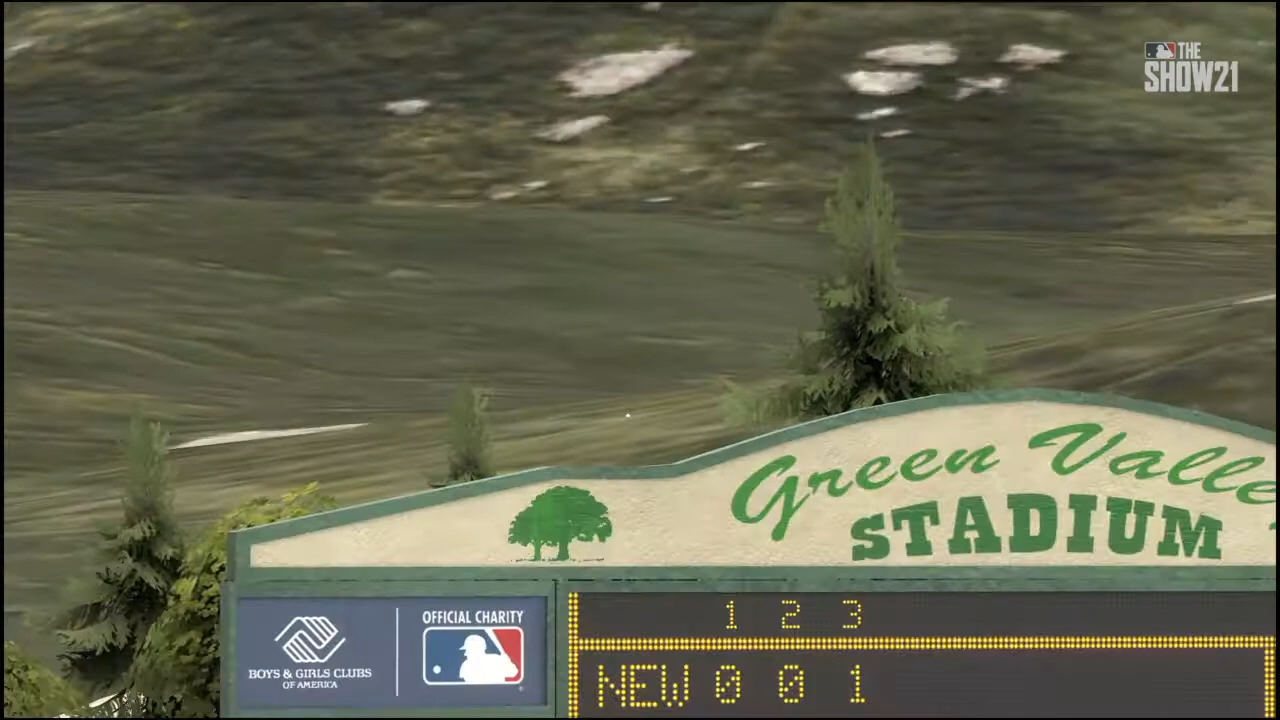 THE
SHOW21
Green Valle
STADIUM
OFFICIAL CHARITY
BOYS & GIRLS CLUBS
OF AMERICA
1 2 3
NEW 0 0 1